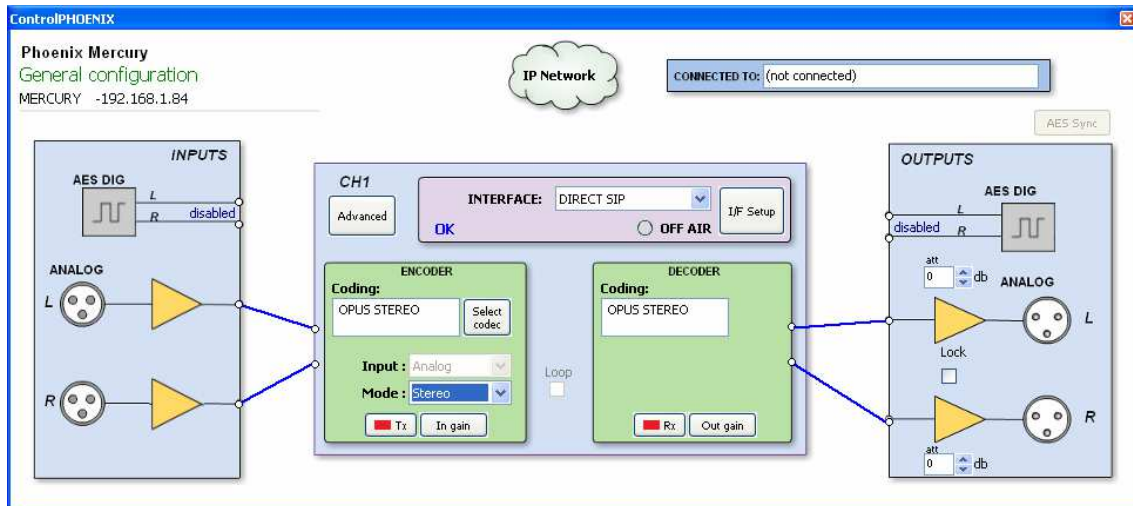 ControlPHOENIX
Phoenix Mercury
General configuration
MERCURY -192.168.1.84
IP Network
CONNECTED TO: (not connected)
AES Sync
INPUTS
AES DIG
L
R disabled
ANALOG
L
R
CH1
Advanced
INTERFACE: DIRECT SIP
I/F Setup
OK
OFF AIR
ENCODER
Coding:
OPUS STEREO
Select
codec
Input : Analog
Mode : Stereo
Tx In gain
Loop
DECODER
Coding:
OPUS STEREO
Rx Out gain
OUTPUTS
AES DIG
L
disabled R
att
0 db
ANALOG
L
Lock
R
att
0 db